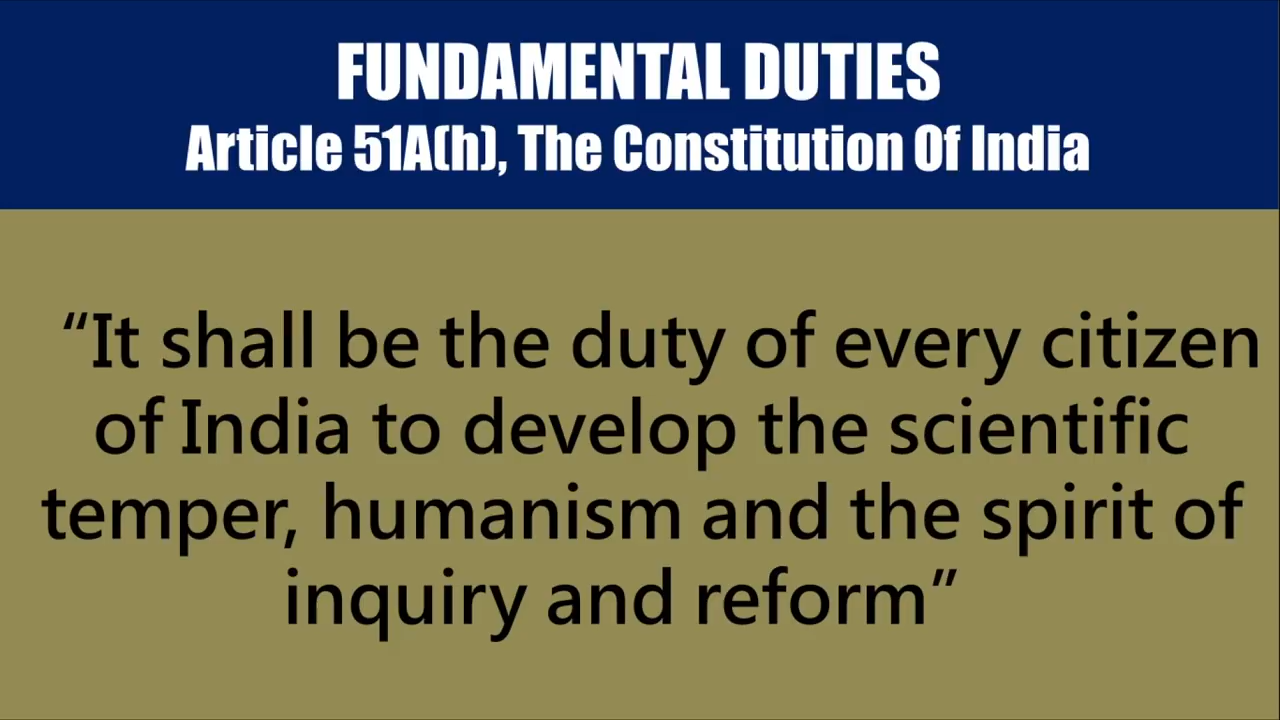 FUNDAMENTAL DUTIES
Article 51A(h), The Constitution Of India
“It shall be the duty of every citizen
of India to develop the scientific
temper, humanism and the spirit of
inquiry and reform”